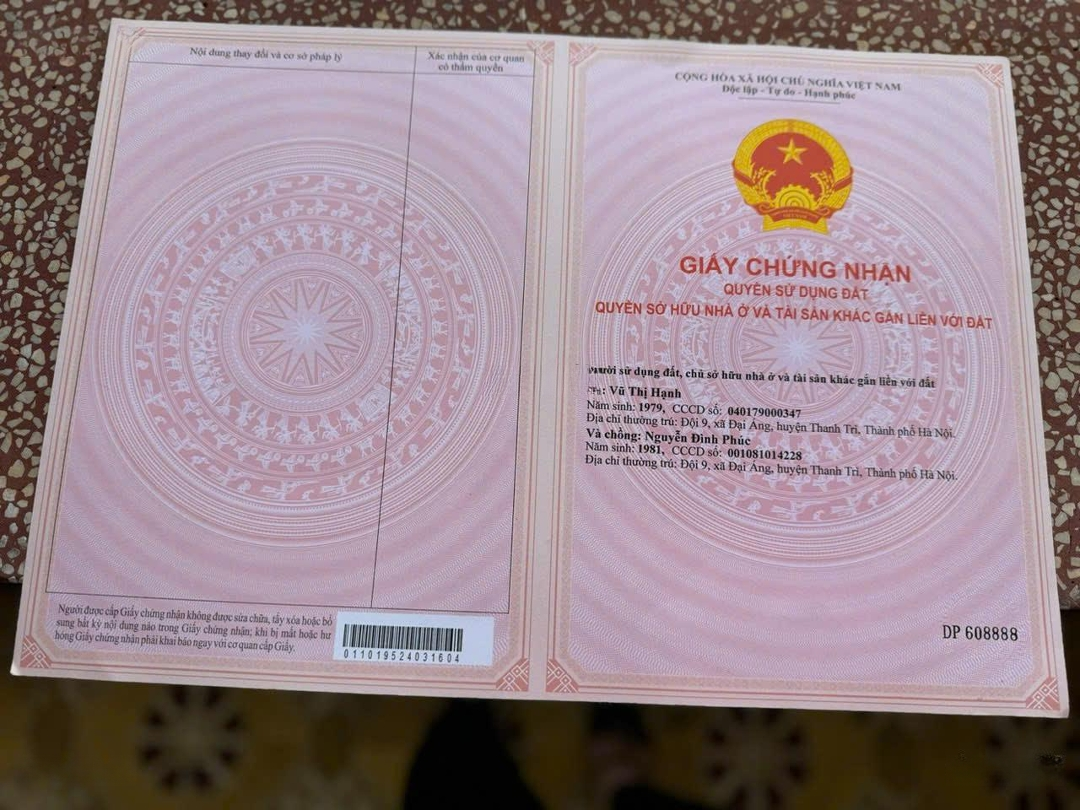 Nội dung thay đổi và cơ sở pháp lý
Xác nhận của cơ quan
có thẩm quyền
Người được cấp Giấy chứng nhận không được sửa chữa, tẩy xóa hoặc bổ
sung bất kỳ nội dung nào trong Giấy chứng nhận; khi bị mất hoặc hư
hỏng Giấy chứng nhận phải khai báo ngay với cơ quan cấp Giấy.
011019524031604
CỘNG HÒA XÃ HỘI CHỦ NGHĨA VIỆT NAM
Độc lập - Tự do - Hạnh phúc
VIỆT NAM
GIẤY CHỨNG NHẬN
QUYỀN SỬ DỤNG ĐẤT
QUYỀN SỞ HỮU NHÀ Ở VÀ TÀI SẢN KHÁC GẮN LIỀN VỚI ĐẤT
người sử dụng đất, chủ sở hữu nhà ở và tài sản khác gắn liền với đất
Vũ Thị Hạnh
Năm sinh: 1979, CCCD số: 040179000347
Địa chỉ thường trú: Đội 9, xã Đại Áng, huyện Thanh Trì, Thành phố Hà Nội.
Và chồng: Nguyễn Đình Phúc
Năm sinh: 1981, CCCD số: 001081014228
Địa chỉ thường trú: Đội 9, xã Đại Áng, huyện Thanh Trì, Thành phố Hà Nội.
DP 608888